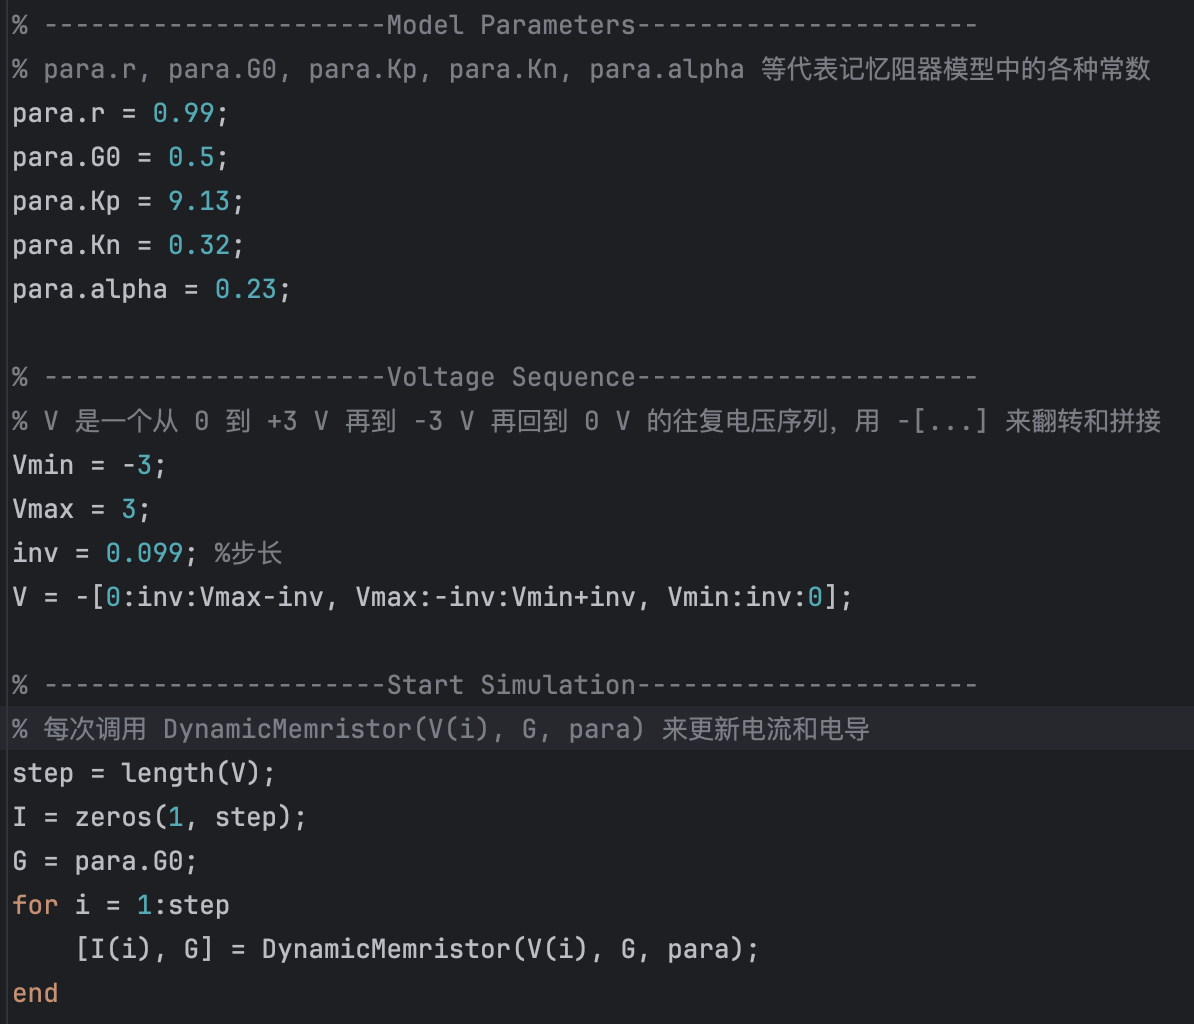 % ----------------------Model Parameters----------------------
% para.r, para.G0, para.Kp, para.Kn, para.alpha 等代表记忆阻器模型中的各种常数
para.r = 0.99;
para.G0 = 0.5;
para.Kp = 9.13;
para.Kn = 0.32;
para.alpha = 0.23;
% ----------------------Voltage Sequence----------------------
% V 是一个从 0 到 +3 V 再到 -3 V 再回到 0 V 的往复电压序列，用 -[...] 来翻转和拼接
Vmin = -3;
Vmax = 3;
inv = 0.099; %步长
V = -[0:inv:Vmax-inv, Vmax:-inv:Vmin+inv, Vmin:inv:0];
% ----------------------Start Simulation----------------------
% 每次调用 DynamicMemristor(V(i), G, para) 来更新电流和电导
step = length(V);
I = zeros(1, step);
G = para.G0;
for i = 1:step
    [I(i), G] = DynamicMemristor(V(i), G, para);
end